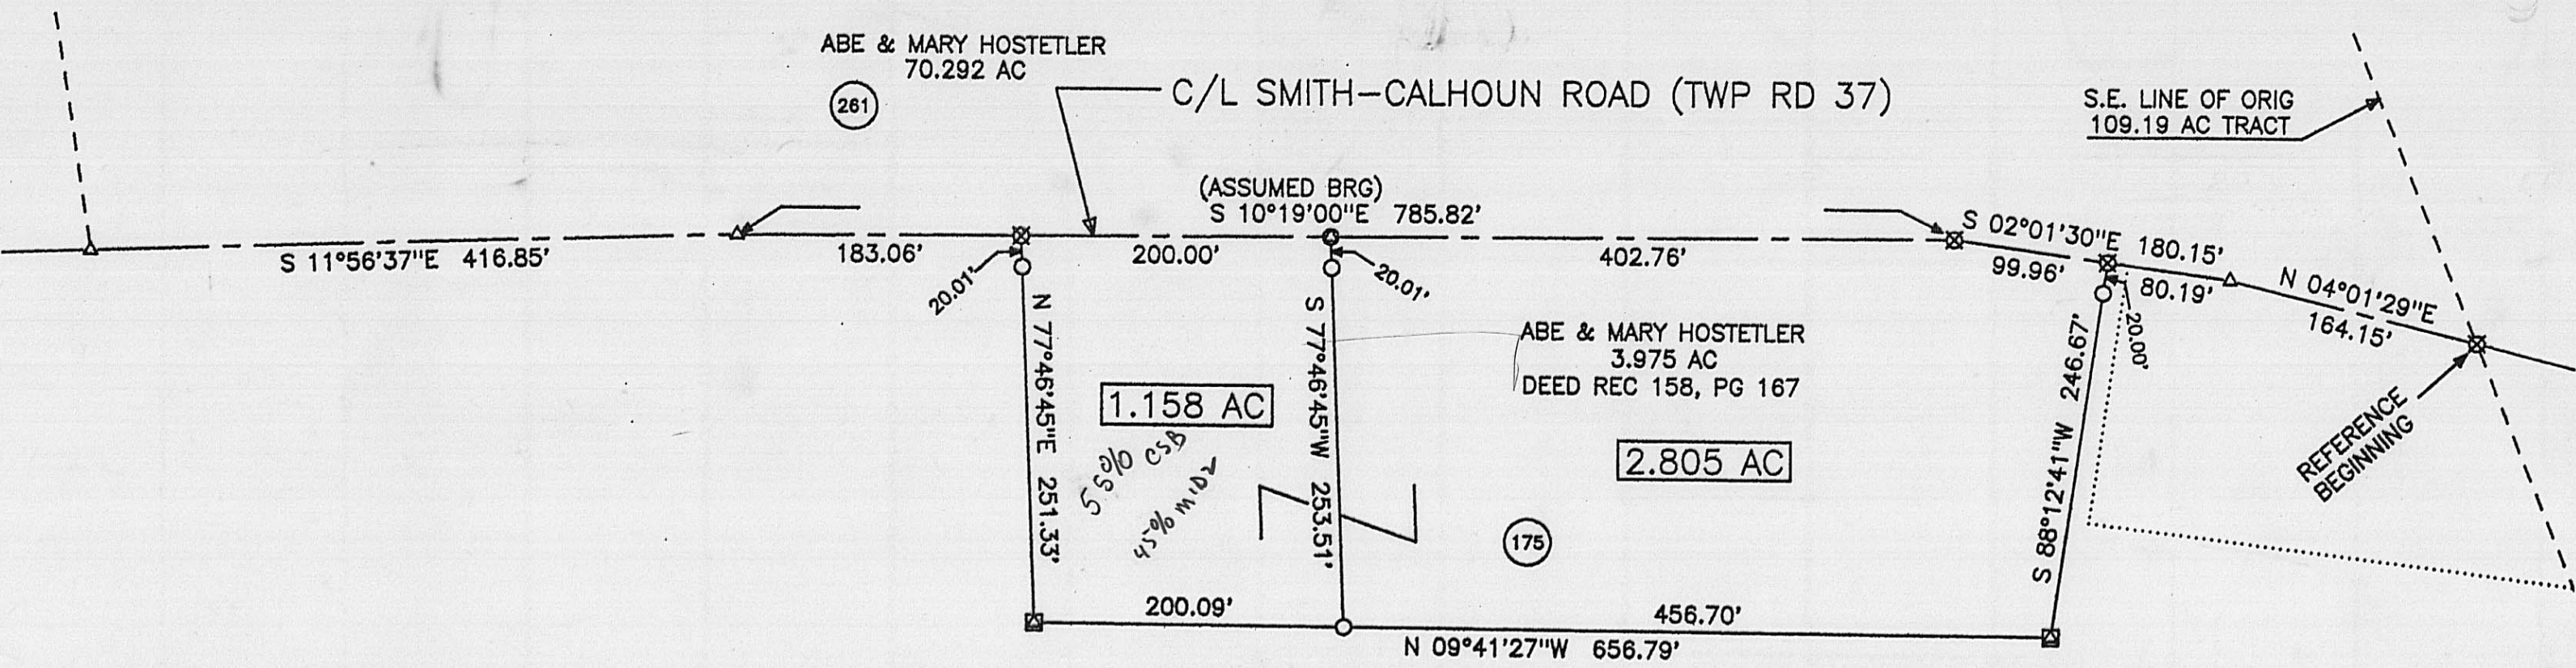 ABE & MARY HOSTETLER
70.292 AC
261
C/L SMITH-CALHOUN ROAD (TWP RD 37)
S.E. LINE OF ORIG
109.19 AC TRACT
(ASSUMED BRG)
S 10°19'00"E 785.82'
S 11°56'37"E 416.85'
183.06'
200.00'
402.76'
S 02°01'30"E 180.15'
99.96'
80.19'
N 04°01'29"E
164.15'
20.01'
20.01'
20.00'
N 77°46'45"E 251.33'
S 77°46'45"W 253.51'
ABE & MARY HOSTETLER
3.975 AC
DEED REC 158, PG 167
1.158 AC
55% CSB
45% MID2
2.805 AC
175
S 88°12'41"W 246.67'
REFERENCE
BEGINNING
200.09'
456.70'
N 09°41'27"W 656.79'